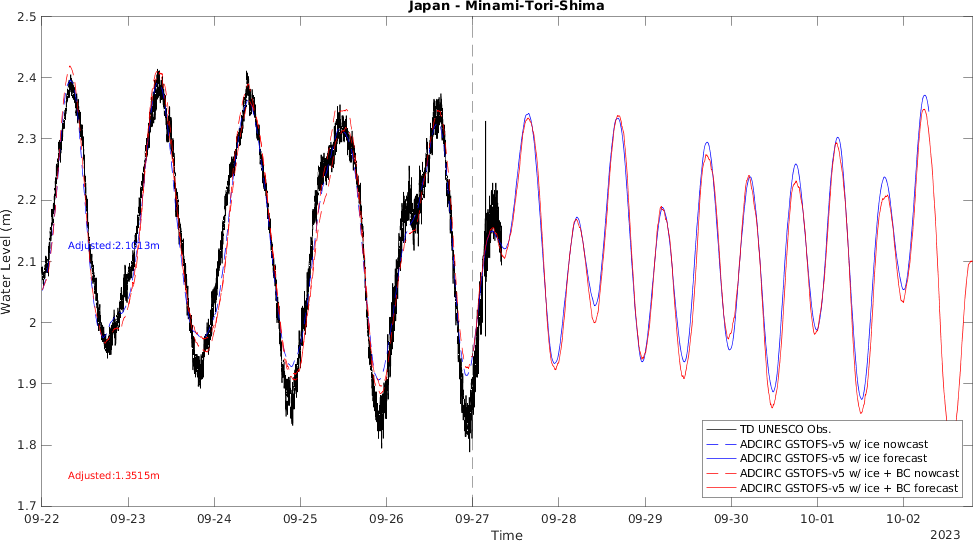 Japan - Minami-Tori-Shima
2.5
2.4
2.3
2.2
2.1
2
1.9
1.8
1.7
Water Level (m)
Adjusted:2.1013m
Adjusted:1.3515m
TD UNESCO Obs.
ADCIRC GSTOFS-v5 w/ ice nowcast
ADCIRC GSTOFS-v5 w/ ice forecast
ADCIRC GSTOFS-v5 w/ ice + BC nowcast
ADCIRC GSTOFS-v5 w/ ice + BC forecast
09-22 09-23 09-24 09-25 09-26 09-27 09-28 09-29 09-30 10-01 10-02
Time
2023